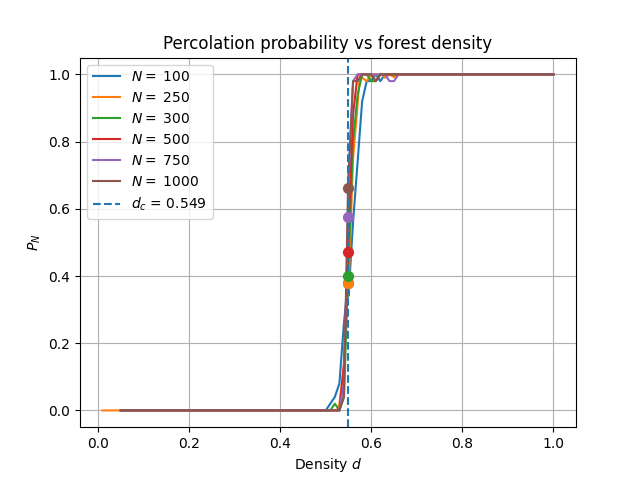 Percolation probability vs forest density
N = 100
N = 250
N = 300
N = 500
N = 750
N = 1000
d_c = 0.549
1.0
0.8
0.6
0.4
0.2
0.0
P_N
0.0 0.2 0.4 0.6 0.8 1.0
Density d